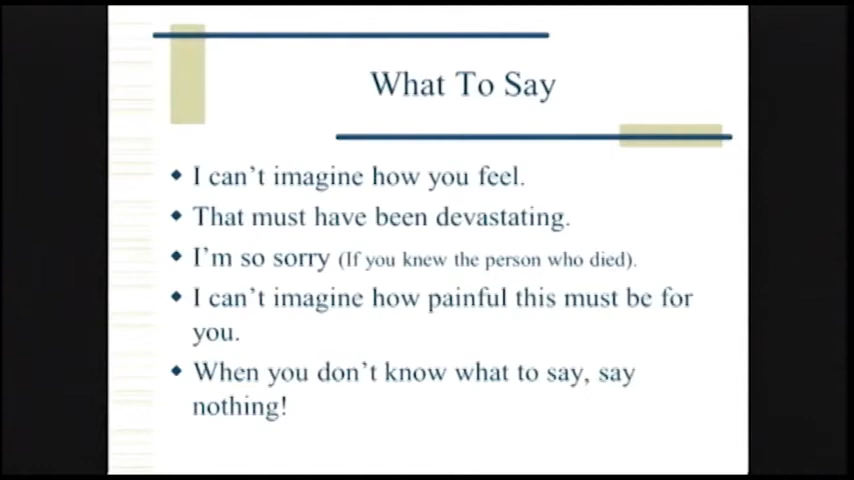 What To Say
I can't imagine how you feel.
That must have been devastating.
I'm so sorry (If you knew the person who died).
I can't imagine how painful this must be for
you.
When you don't know what to say, say
nothing!